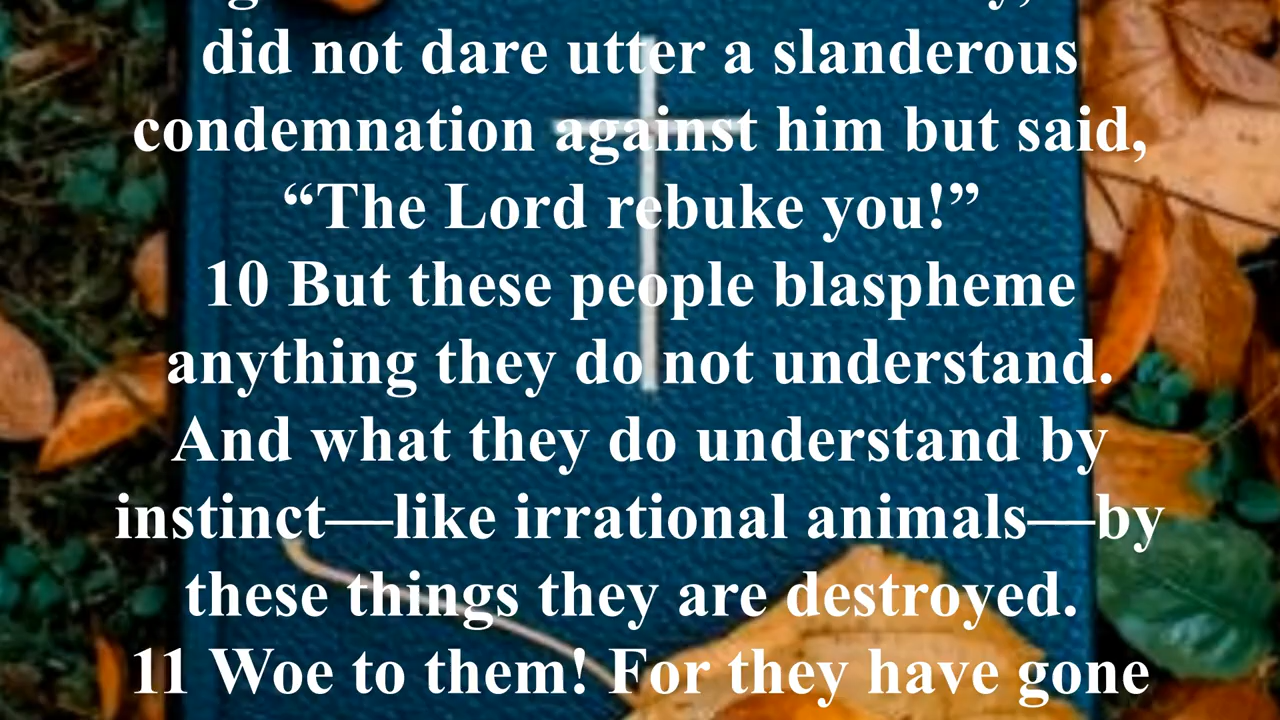 did not dare utter a slanderous
condemnation against him but said,
“The Lord rebuke you!”
10 But these people blaspheme
anything they do not understand.
And what they do understand by
instinct—like irrational animals—by
these things they are destroyed.
11 Woe to them! For they have gone